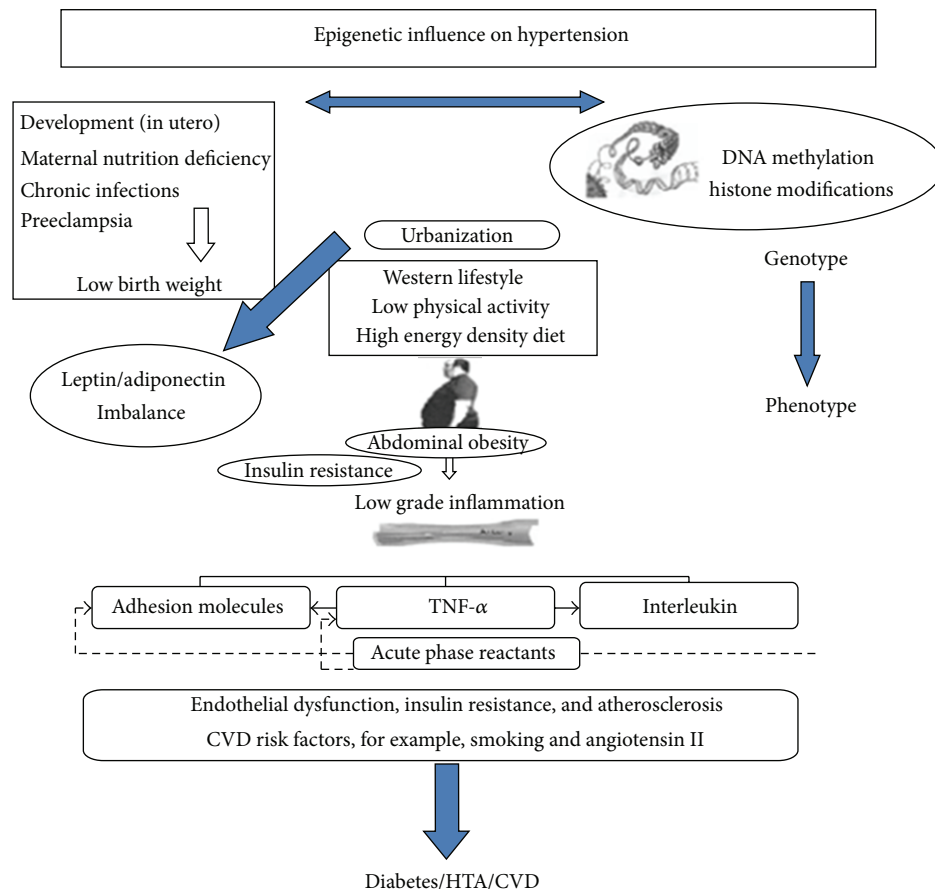 Epigenetic influence on hypertension
Development (in utero)
Maternal nutrition deficiency
Chronic infections
Preeclampsia
Low birth weight
DNA methylation
histone modifications
Urbanization
Western lifestyle
Low physical activity
High energy density diet
Genotype
Phenotype
Leptin/adiponectin
Imbalance
Abdominal obesity
Insulin resistance
Low grade inflammation
Adhesion molecules
TNF-α
Interleukin
Acute phase reactants
Endothelial dysfunction, insulin resistance, and atherosclerosis
CVD risk factors, for example, smoking and angiotensin II
Diabetes/HTA/CVD